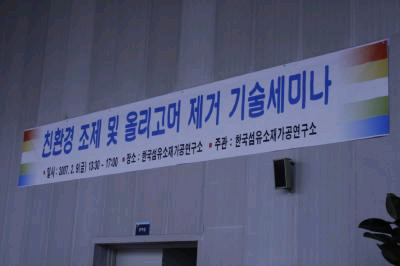 친환경 조제 및 올리고머 제거 기술세미나
▪일시 : 2007. 2. 9(금) 13:30 ~ 17:00 ▪장소 : 한국섬유소재가공연구소 ▪주관 : 한국섬유소재가공연구소